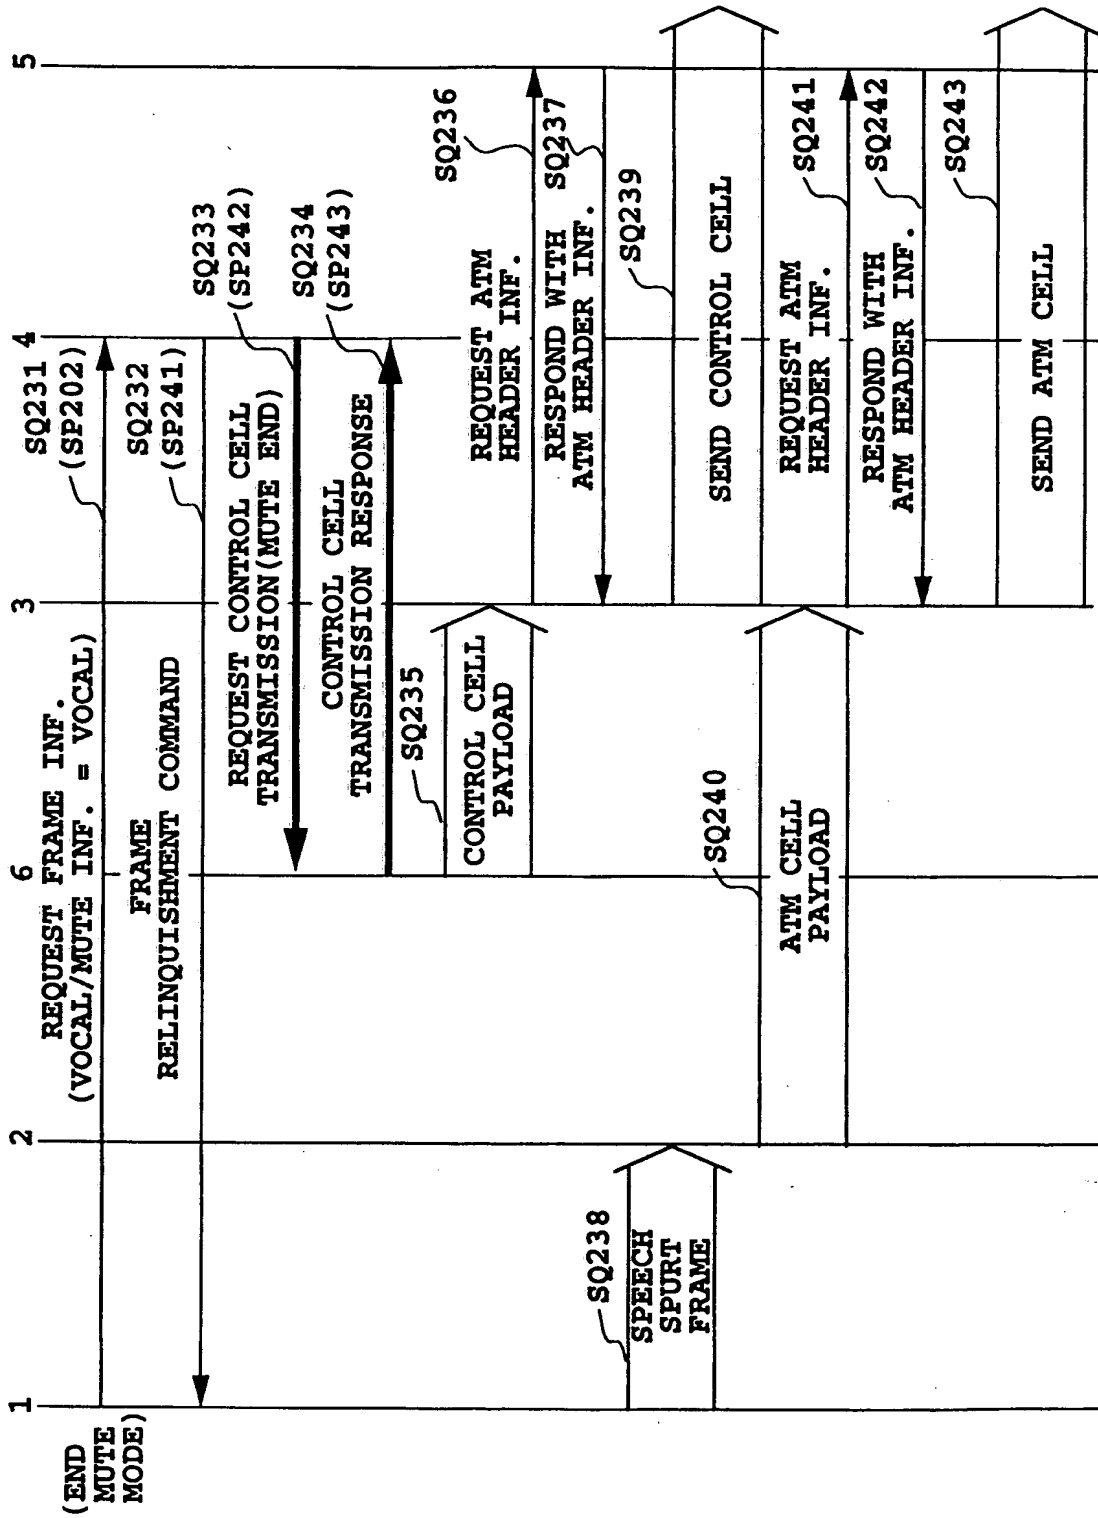 (END
MUTE
MODE)
1
2
6
3
4
5
REQUEST FRAME INF.
(VOCAL/MUTE INF. = VOCAL)
SQ231
(SP202)
FRAME
RELINQUISHMENT COMMAND
SQ232
(SP241)
REQUEST CONTROL CELL
TRANSMISSION(MUTE END)
SQ233
(SP242)
CONTROL CELL
TRANSMISSION RESPONSE
SQ234
(SP243)
SQ235
CONTROL CELL
PAYLOAD
REQUEST ATM
HEADER INF.
SQ236
RESPOND WITH
ATM HEADER INF.
SQ237
SQ238
SPEECH
SPURT
FRAME
SQ239
SEND CONTROL CELL
SQ240
ATM CELL
PAYLOAD
REQUEST ATM
HEADER INF.
SQ241
RESPOND WITH
ATM HEADER INF.
SQ242
SQ243
SEND ATM CELL